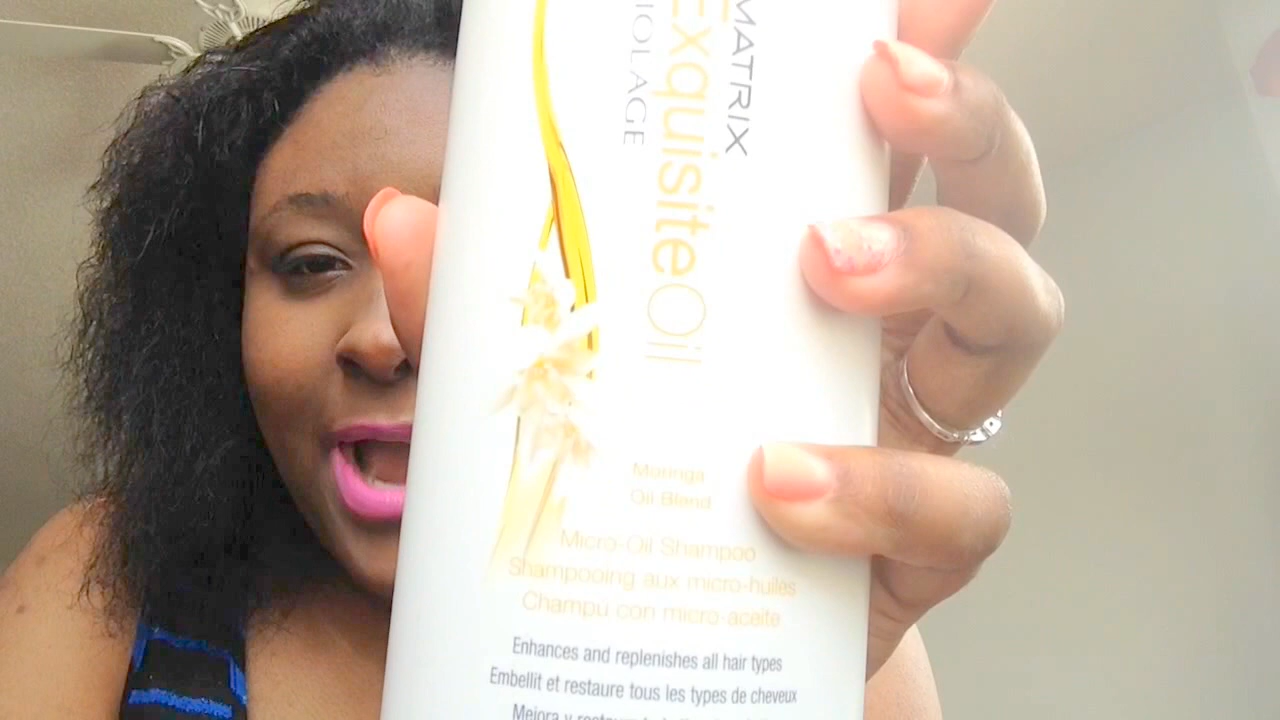 MATRIX
BIOLAGE
ExquisiteOil
Moringa
Oil Blend
Micro-Oil Shampoo
Shampooing aux micro-huiles
Champú con micro-aceite
Enhances and replenishes all hair types
Embellit et restaure tous les types de cheveux
Mejora y